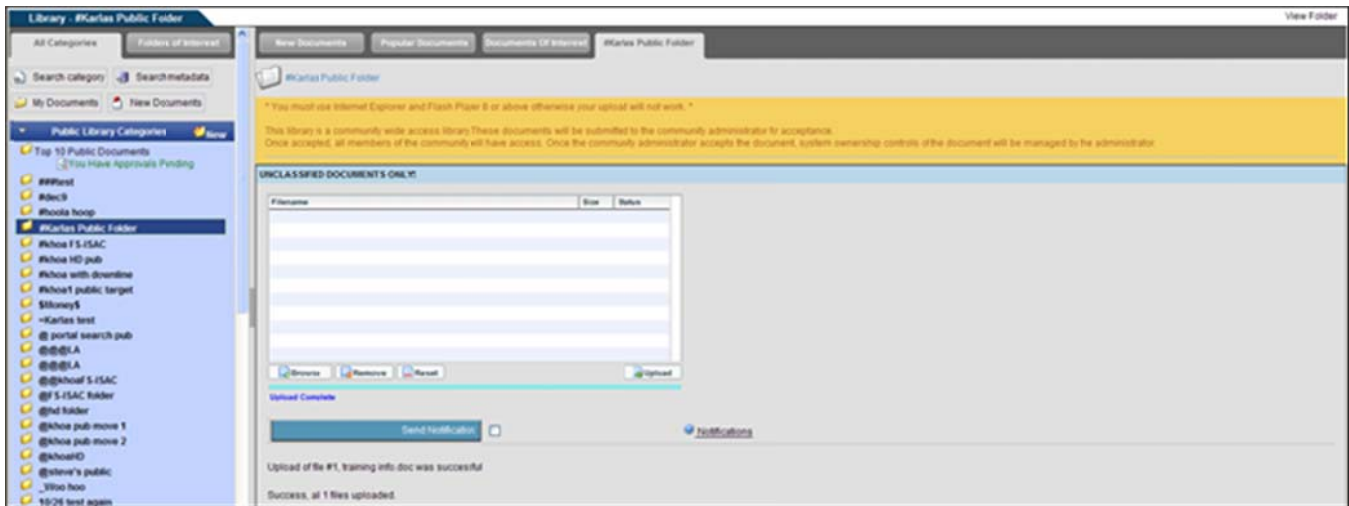 Library - #Karlas Public Folder
View Folder
All Categories
Folders of Interest
New Documents
Popular Documents
Documents Of Interest
#Karlas Public Folder
Search category
Search metadata
My Documents
New Documents
#Karlas Public Folder
* You must use Internet Explorer and Flash Player 8 or above otherwise your upload will not work. *
This library is a community wide access library.These documents will be submitted to the community administrator for acceptance.
Once accepted, all members of the community will have access. Once the community administrator accepts the document, system ownership controls of the document will be managed by the administrator.
Public Library Categories
New
Top 10 Public Documents
You Have Approvals Pending
###test
#dec9
#hoola hoop
#Karlas Public Folder
#khoa FS-ISAC
#khoa HD pub
#khoa with downline
#khoa1 public target
$Money$
~Karlas test
@ portal search pub
@@@LA
@@@LA
@@khoaFS-ISAC
@FS-ISAC folder
@hd folder
@khoa pub move 1
@khoa pub move 2
@khoaHD
@steve's public
_Woo hoo
10/26 test again
UNCLASSIFIED DOCUMENTS ONLY!
Filename
Size
Status
Browse
Remove
Reset
Upload
Upload Complete
Send Notification
Notifications
Upload of file #1, training info.doc was succesful
Success, all 1 files uploaded.